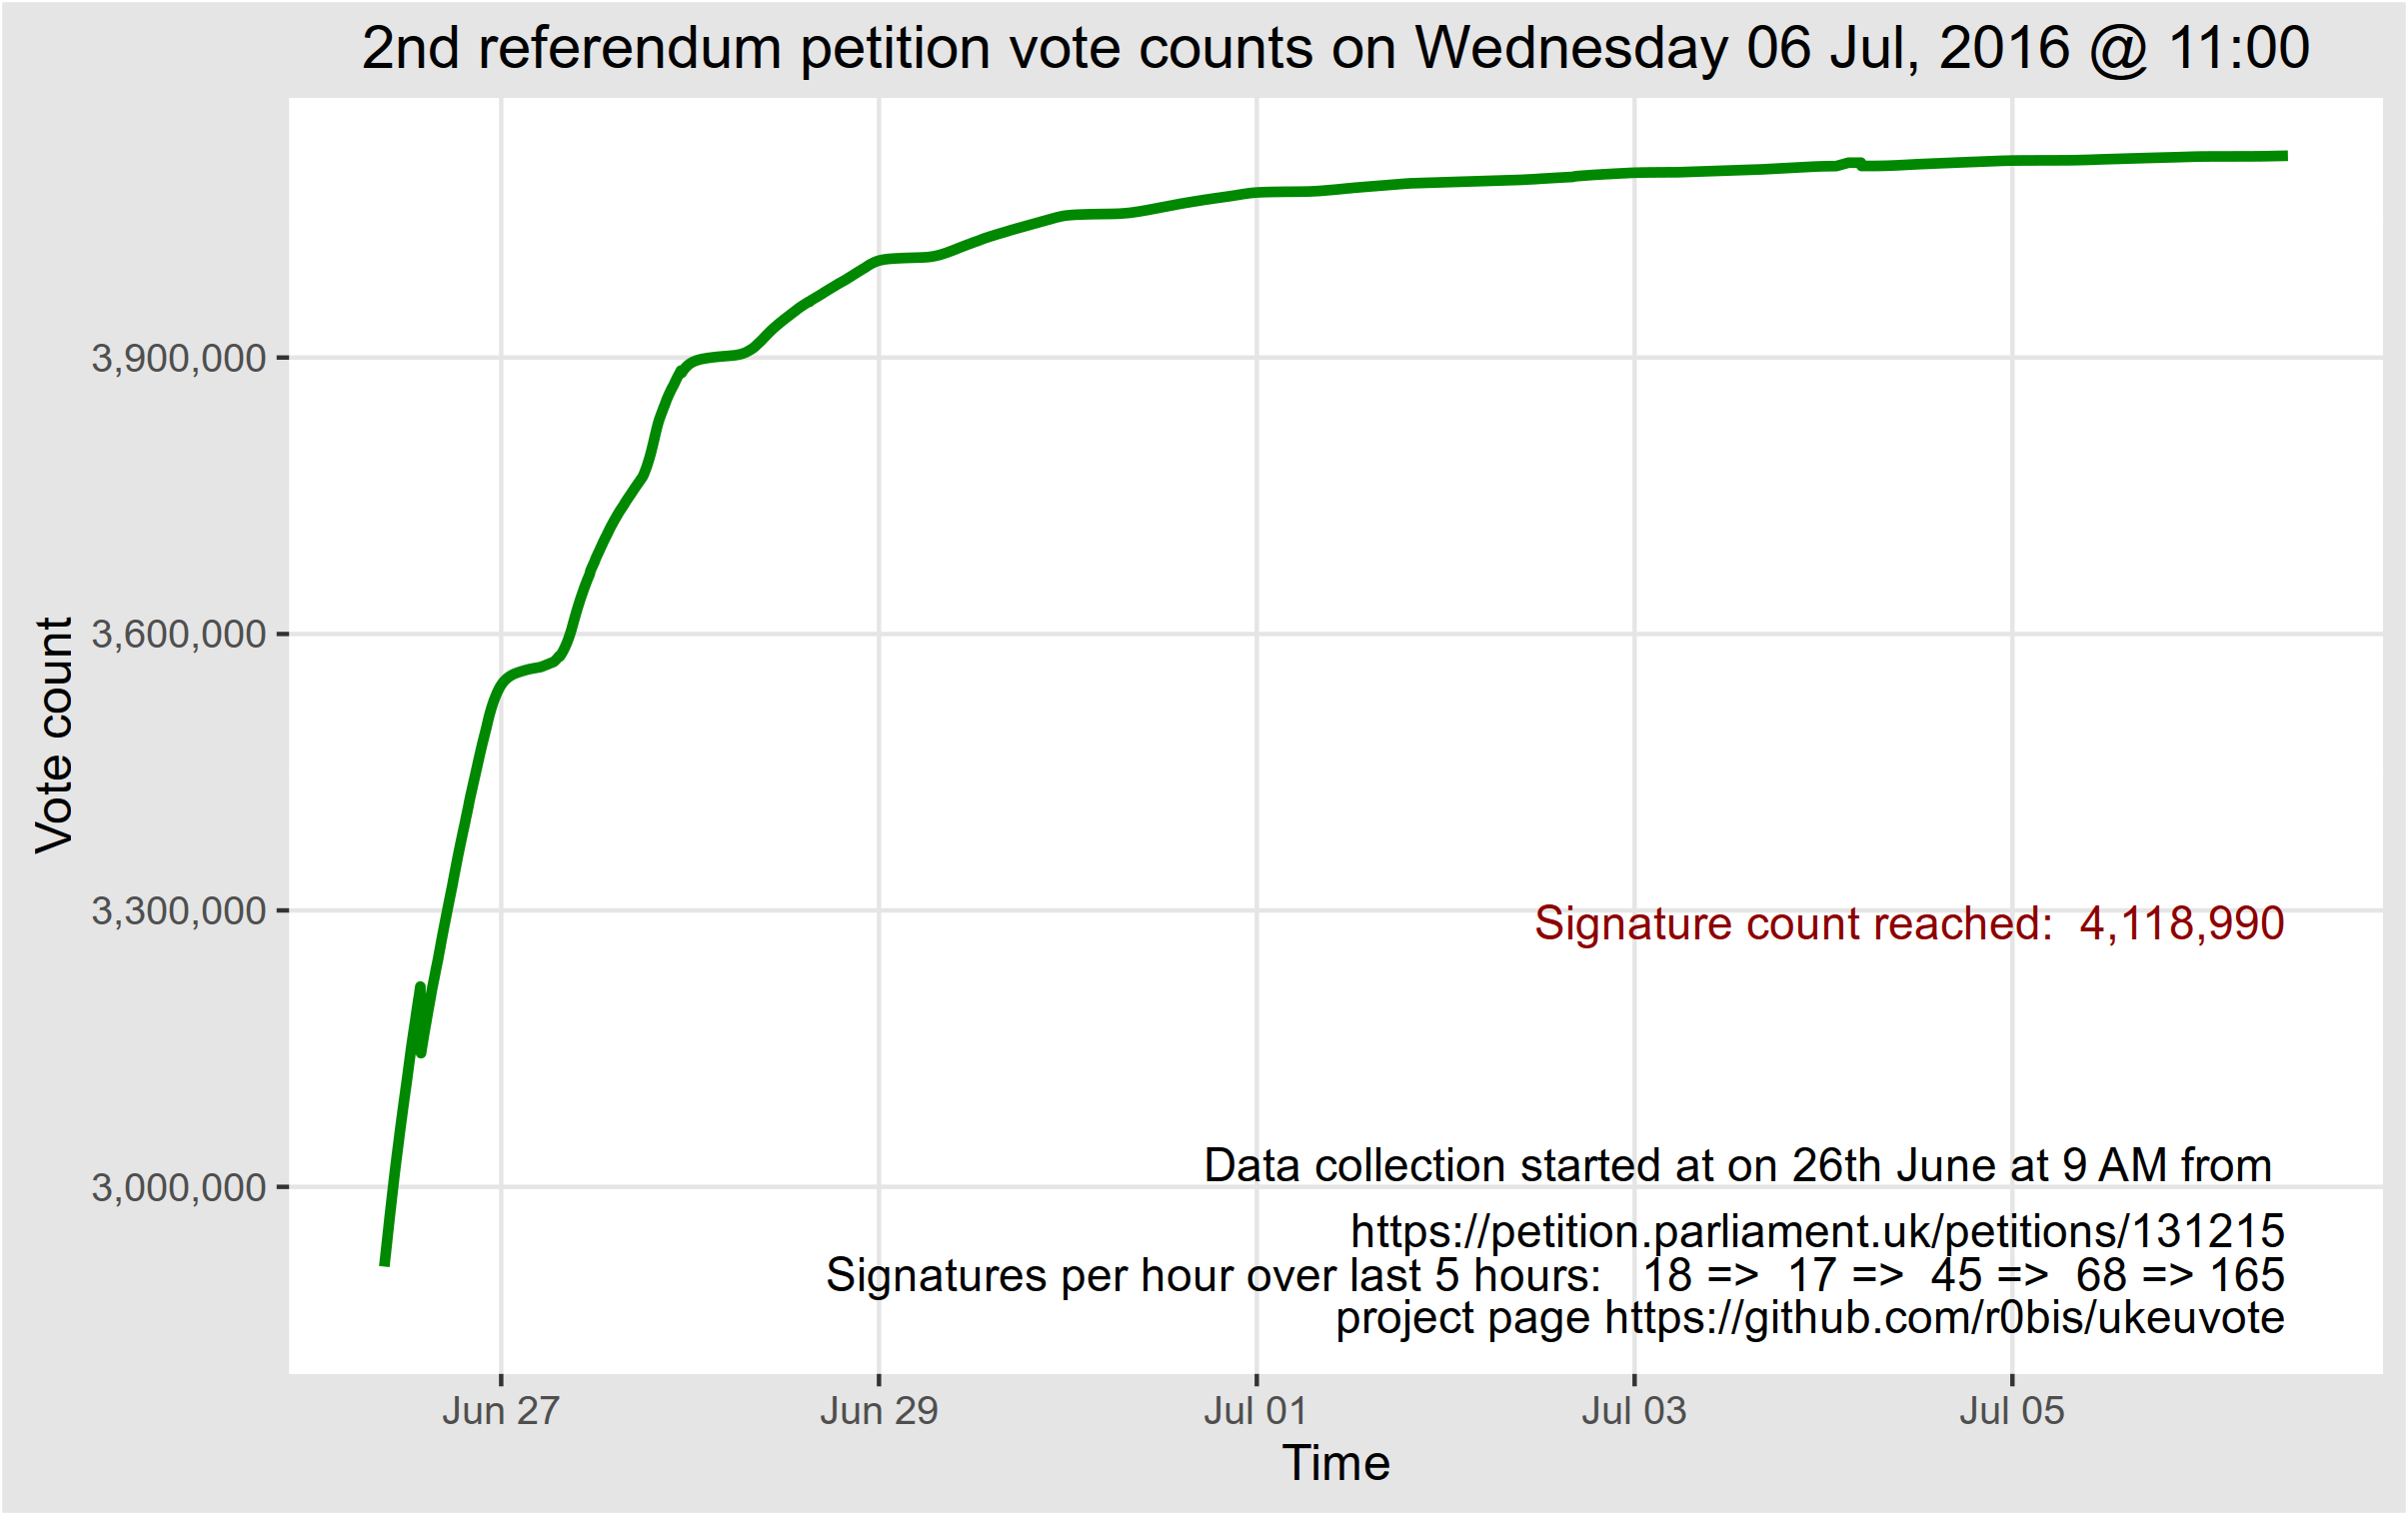 2nd referendum petition vote counts on Wednesday 06 Jul, 2016 @ 11:00
Vote count
3,900,000
3,600,000
3,300,000
3,000,000
Signature count reached:  4,118,990
Data collection started at on 26th June at 9 AM from
https://petition.parliament.uk/petitions/131215
Signatures per hour over last 5 hours:   18 =>  17 =>  45 =>  68 => 165
project page https://github.com/r0bis/ukeuvote
Jun 27
Jun 29
Jul 01
Jul 03
Jul 05
Time